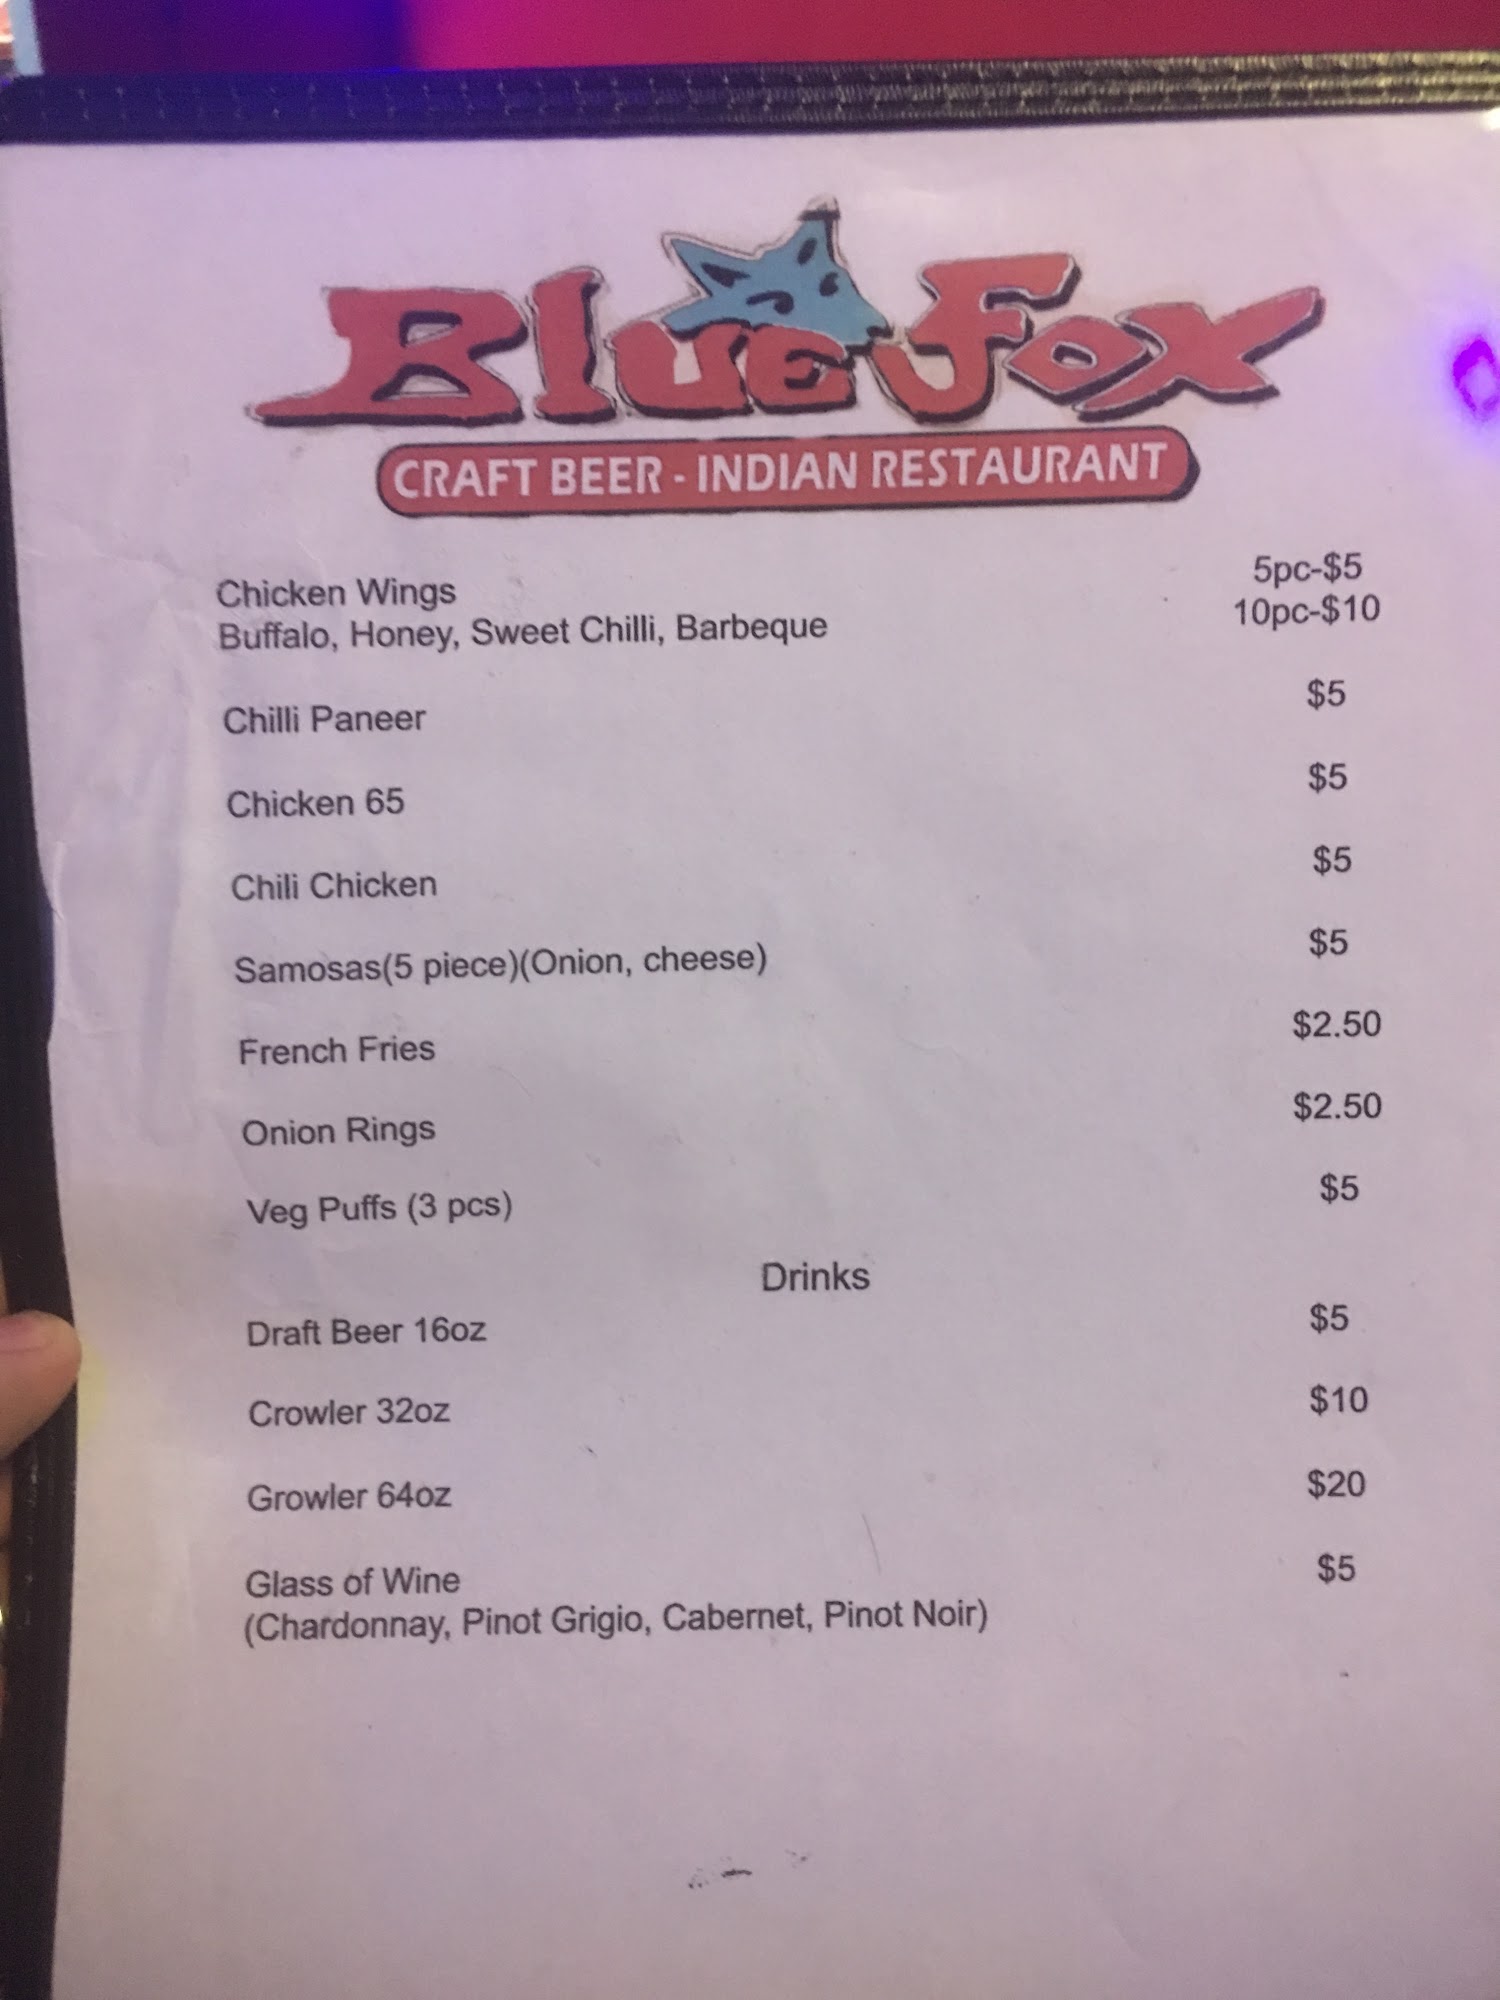 BlueFox
CRAFT BEER - INDIAN RESTAURANT
Chicken Wings 5pc-$5
Buffalo, Honey, Sweet Chilli, Barbeque 10pc-$10
Chilli Paneer $5
Chicken 65 $5
Chili Chicken $5
Samosas(5 piece)(Onion, cheese) $5
French Fries $2.50
Onion Rings $2.50
Veg Puffs (3 pcs) $5
Drinks
Draft Beer 16oz $5
Crowler 32oz $10
Growler 64oz $20
Glass of Wine $5
(Chardonnay, Pinot Grigio, Cabernet, Pinot Noir)